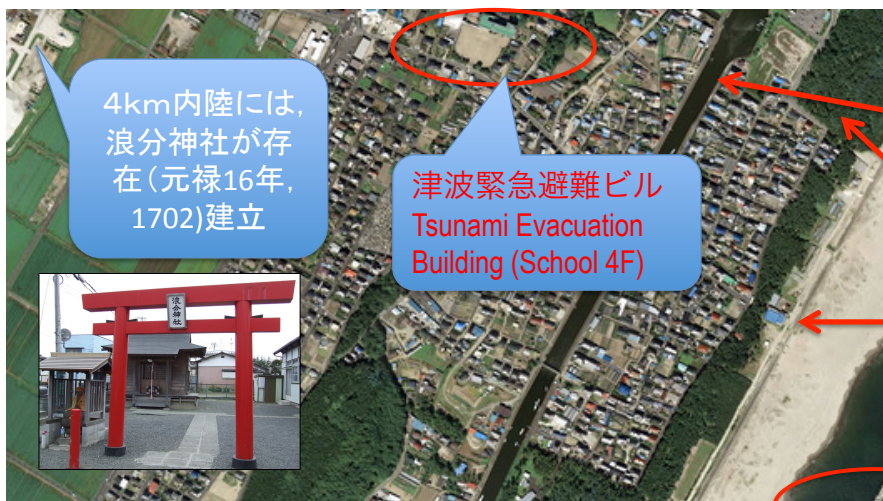 4km内陸には,
浪分神社が存
在(元禄16年,
1702)建立
津波緊急避難ビル
Tsunami Evacuation
Building (School 4F)
浪分神社